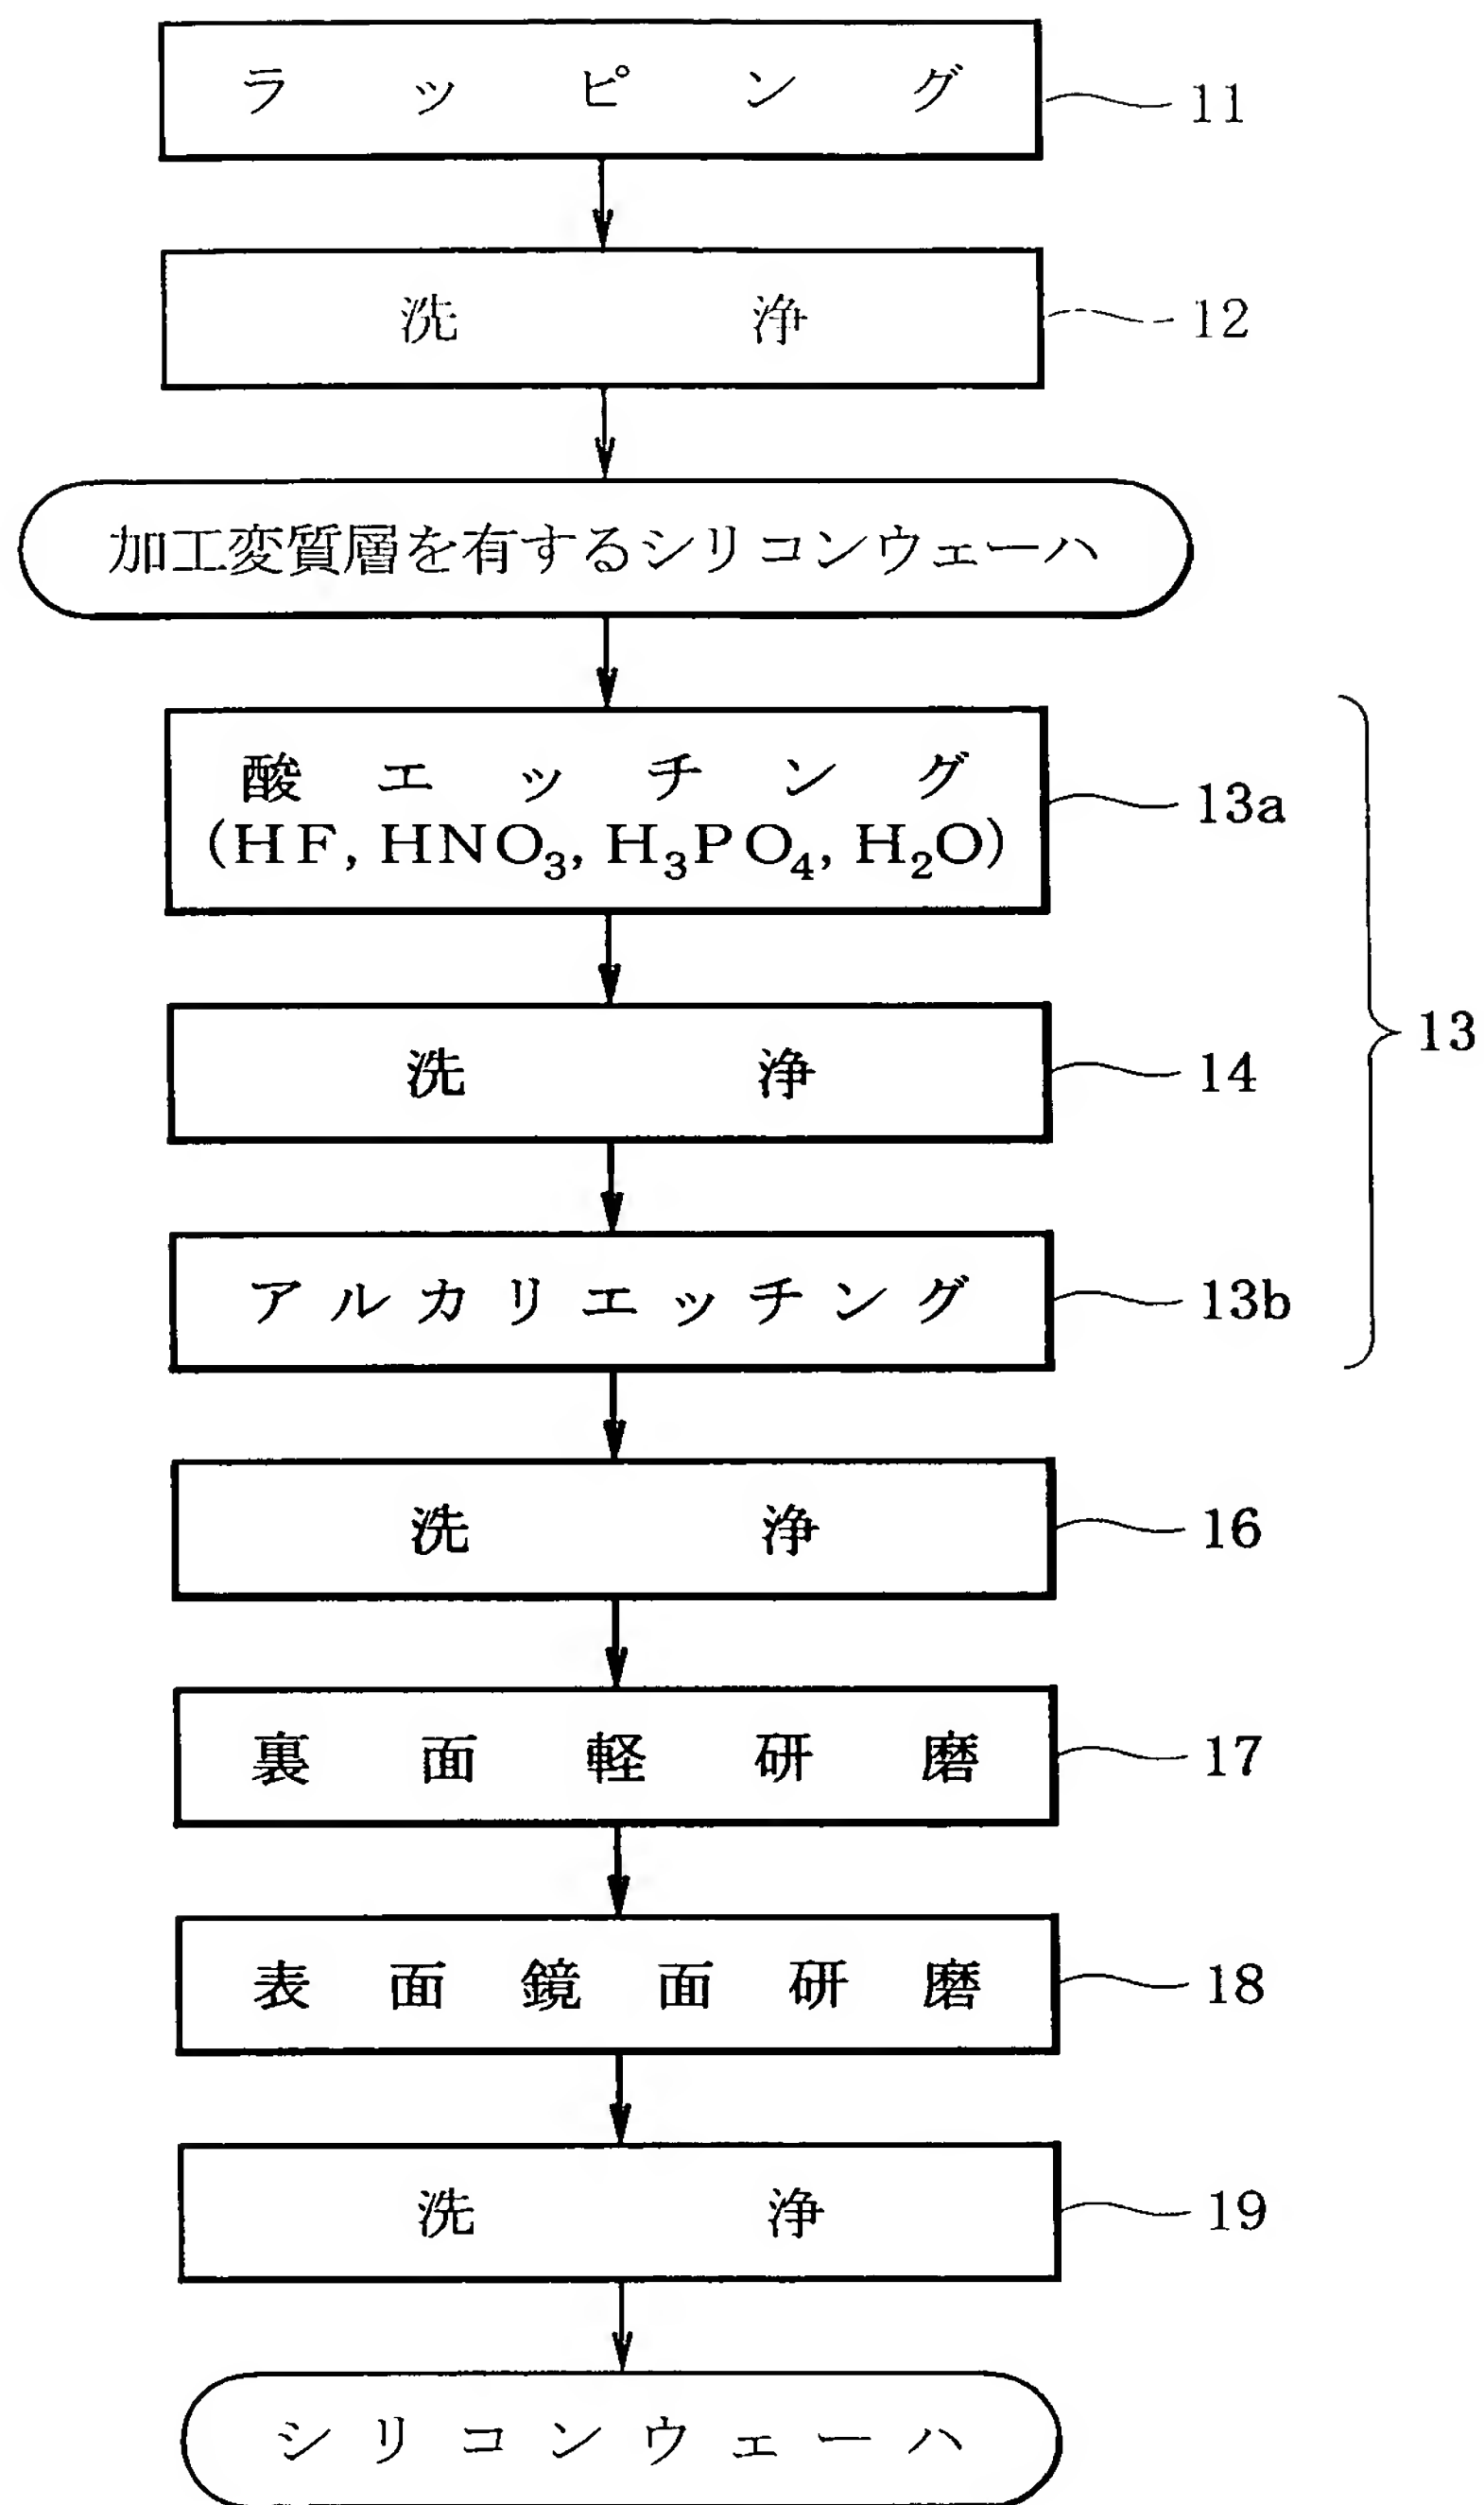 ラッピング
11
洗浄
12
加工変質層を有するシリコンウェーハ
酸エッチング
(HF, HNO₃, H₃PO₄, H₂O)
13a
洗浄
14
13
アルカリエッチング
13b
洗浄
16
裏面軽研磨
17
表面鏡面研磨
18
洗浄
19
シリコンウェーハ